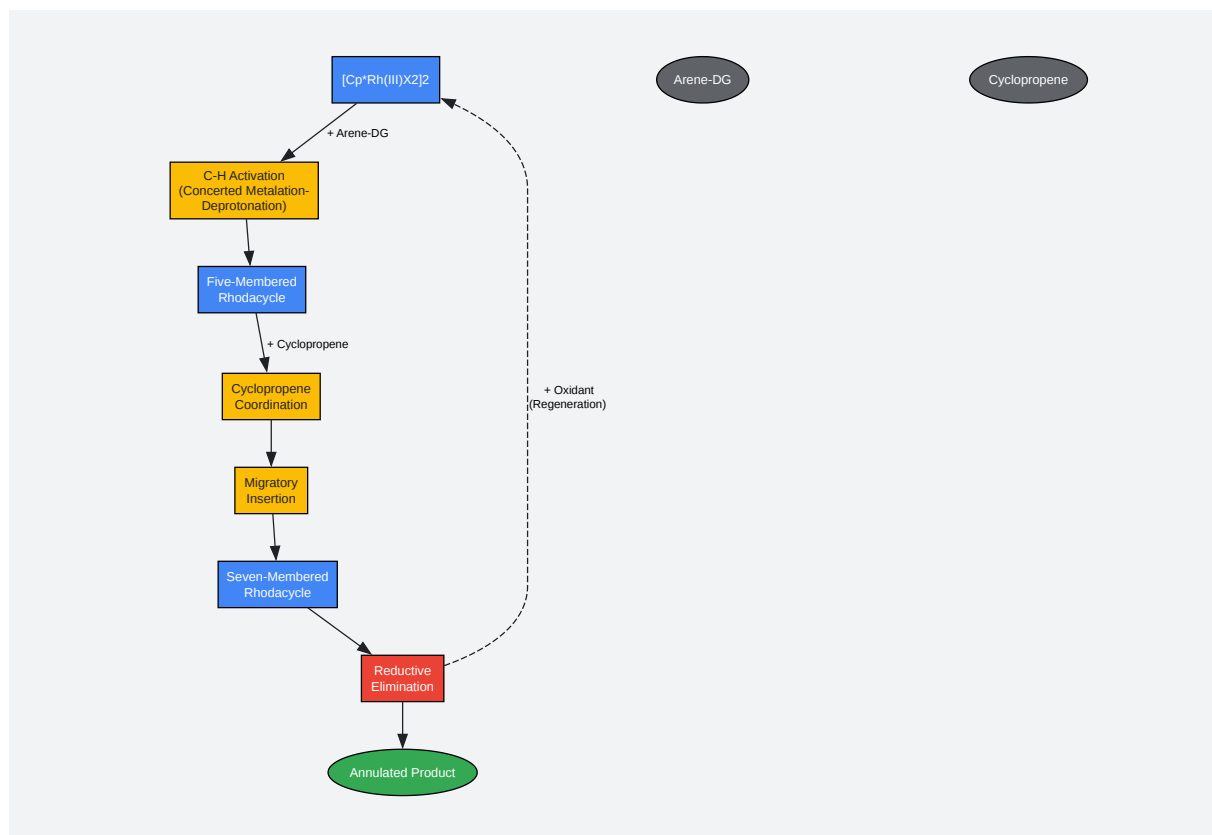 [Cp*Rh(III)X2]2
Arene-DG
Cyclopropene
+ Arene-DG
C-H Activation
(Concerted Metalation-
Deprotonation)
Five-Membered
Rhodacycle
+ Cyclopropene
Cyclopropene
Coordination
+ Oxidant
(Regeneration)
Migratory
Insertion
Seven-Membered
Rhodacycle
Reductive
Elimination
Annulated Product